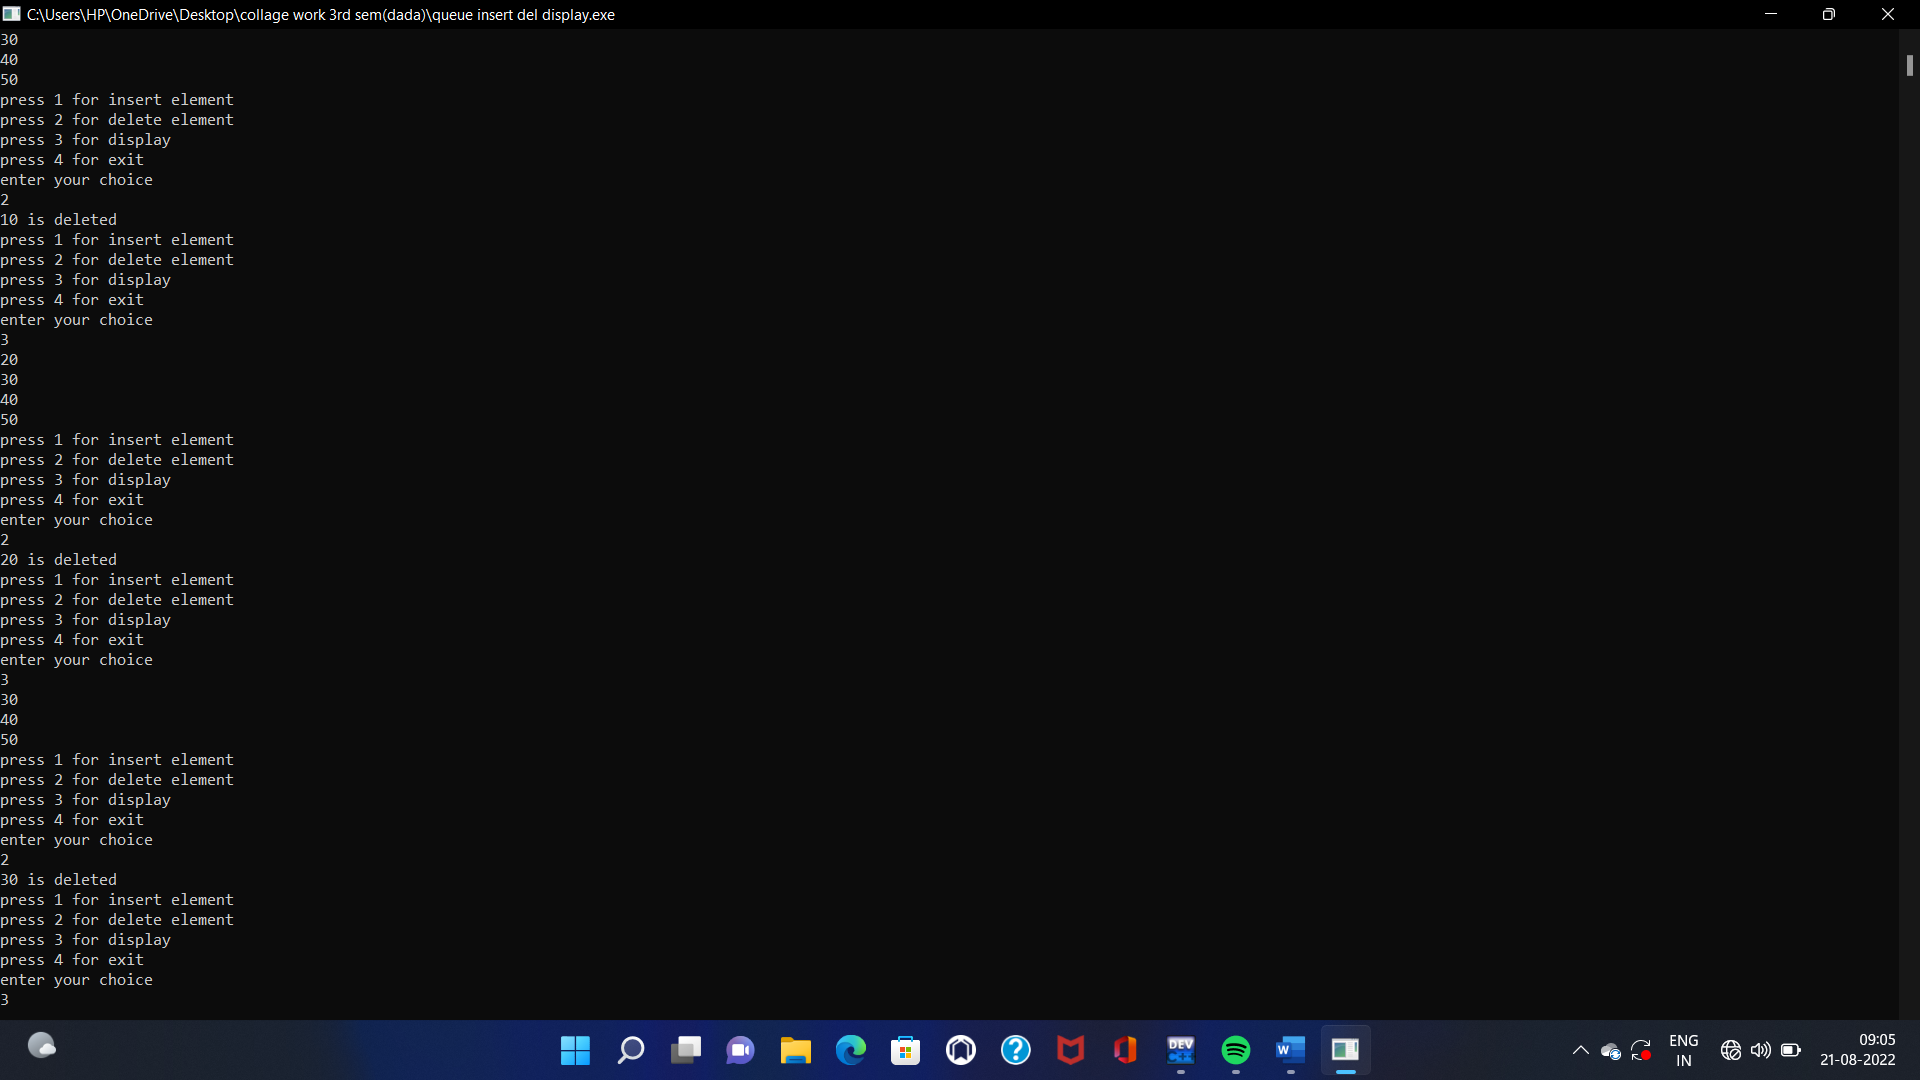 C:\Users\HP\OneDrive\Desktop\collage work 3rd sem(dada)\queue insert del display.exe
30
40
50
press 1 for insert element
press 2 for delete element
press 3 for display
press 4 for exit
enter your choice
2
10 is deleted
press 1 for insert element
press 2 for delete element
press 3 for display
press 4 for exit
enter your choice
3
20
30
40
50
press 1 for insert element
press 2 for delete element
press 3 for display
press 4 for exit
enter your choice
2
20 is deleted
press 1 for insert element
press 2 for delete element
press 3 for display
press 4 for exit
enter your choice
3
30
40
50
press 1 for insert element
press 2 for delete element
press 3 for display
press 4 for exit
enter your choice
2
30 is deleted
press 1 for insert element
press 2 for delete element
press 3 for display
press 4 for exit
enter your choice
3
DEV
C++
W
ENG
IN
09:05
21-08-2022